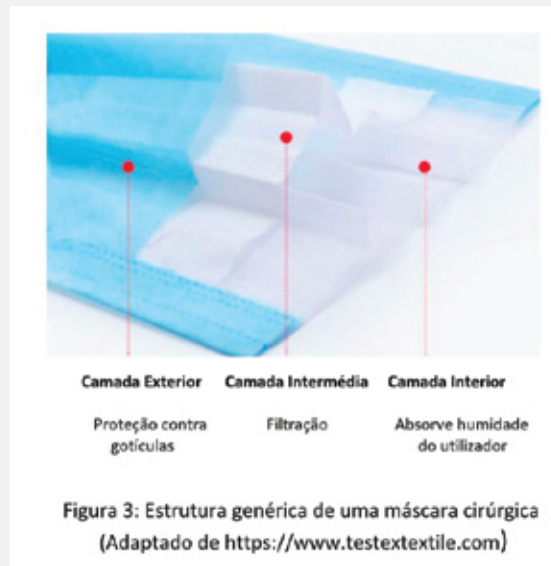 Camada Exterior Camada Intermédia Camada Interior
Proteção contra Filtração Absorve humidade
gotículas do utilizador
Figura 3: Estrutura genérica de uma máscara cirúrgica
(Adaptado de https://www.testextextile.com)